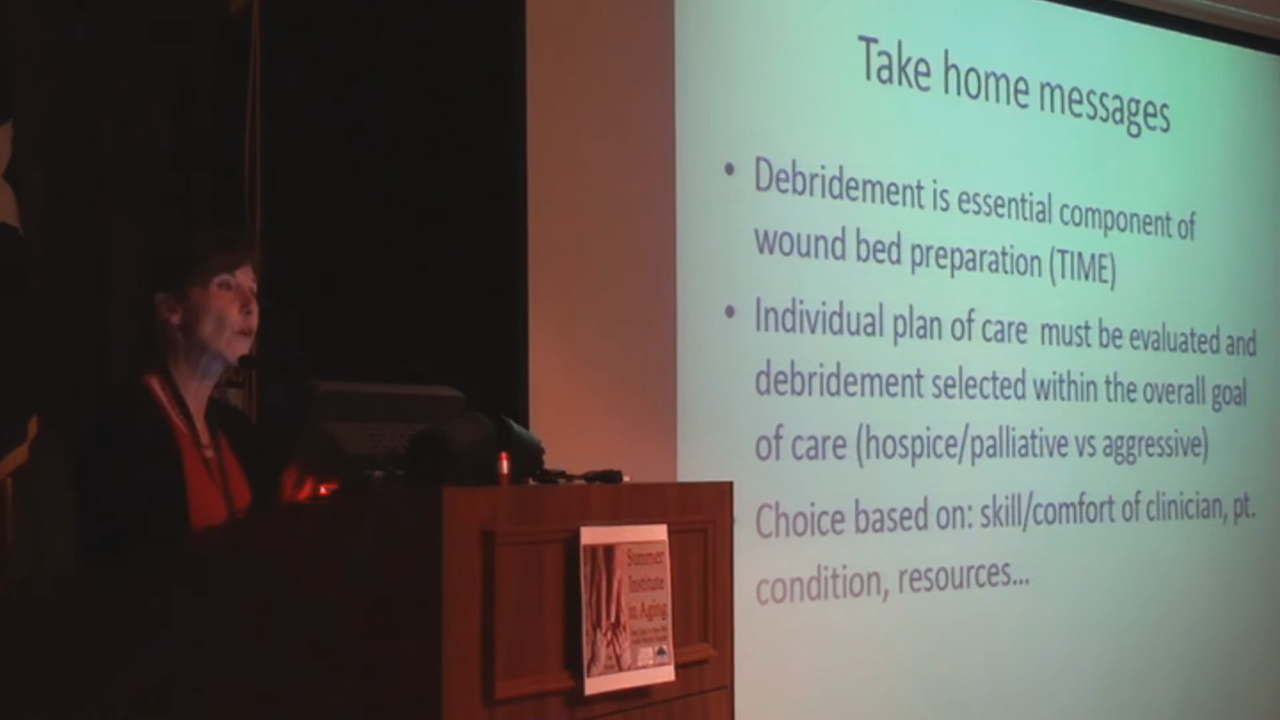 Take home messages
• Debridement is essential component of
wound bed preparation (TIME)
• Individual plan of care must be evaluated and
debridement selected within the overall goal
of care (hospice/palliative vs aggressive)
Choice based on: skill/comfort of clinician, pt.
condition, resources...
Summer
Institute
in Aging